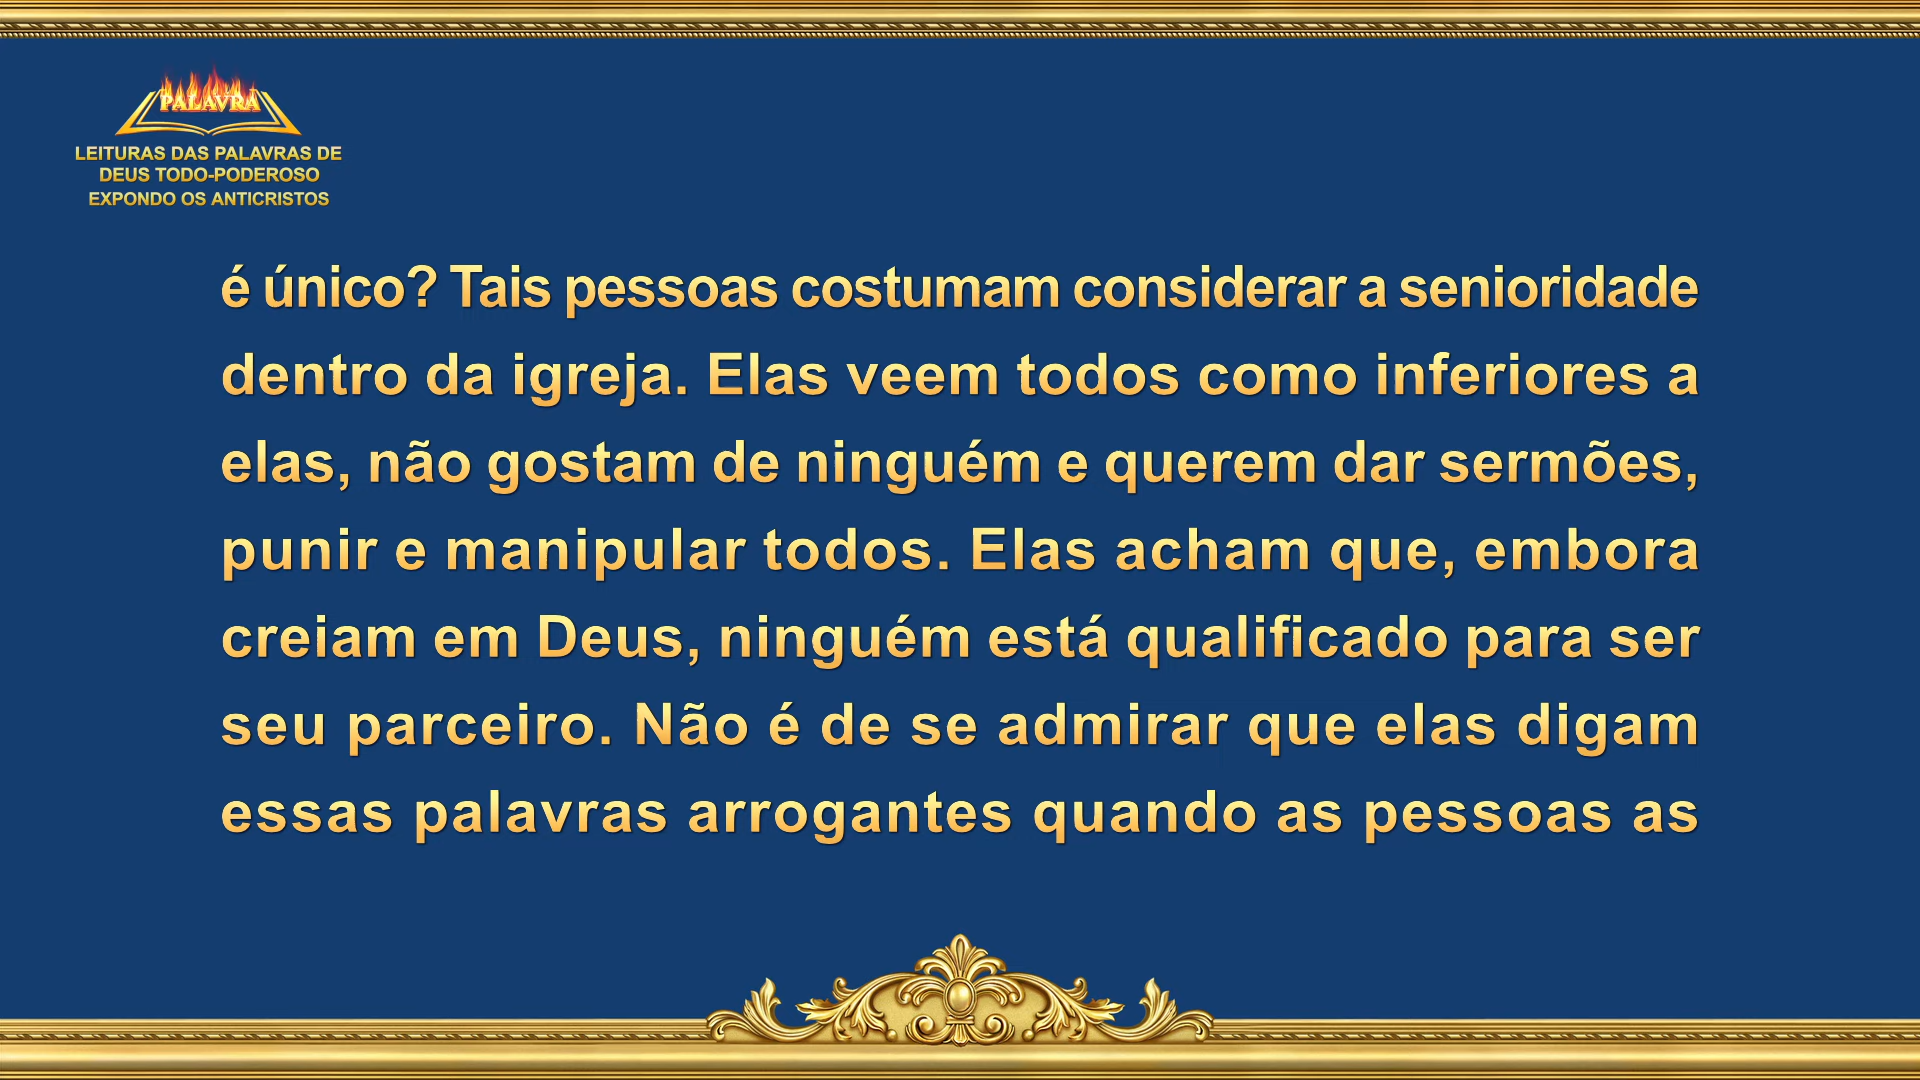 PALAVRA
LEITURAS DAS PALAVRAS DE
DEUS TODO-PODEROSO
EXPONDO OS ANTICRISTOS
é único? Tais pessoas costumam considerar a senioridade
dentro da igreja. Elas veem todos como inferiores a
elas, não gostam de ninguém e querem dar sermões,
punir e manipular todos. Elas acham que, embora
creiam em Deus, ninguém está qualificado para ser
seu parceiro. Não é de se admirar que elas digam
essas palavras arrogantes quando as pessoas as